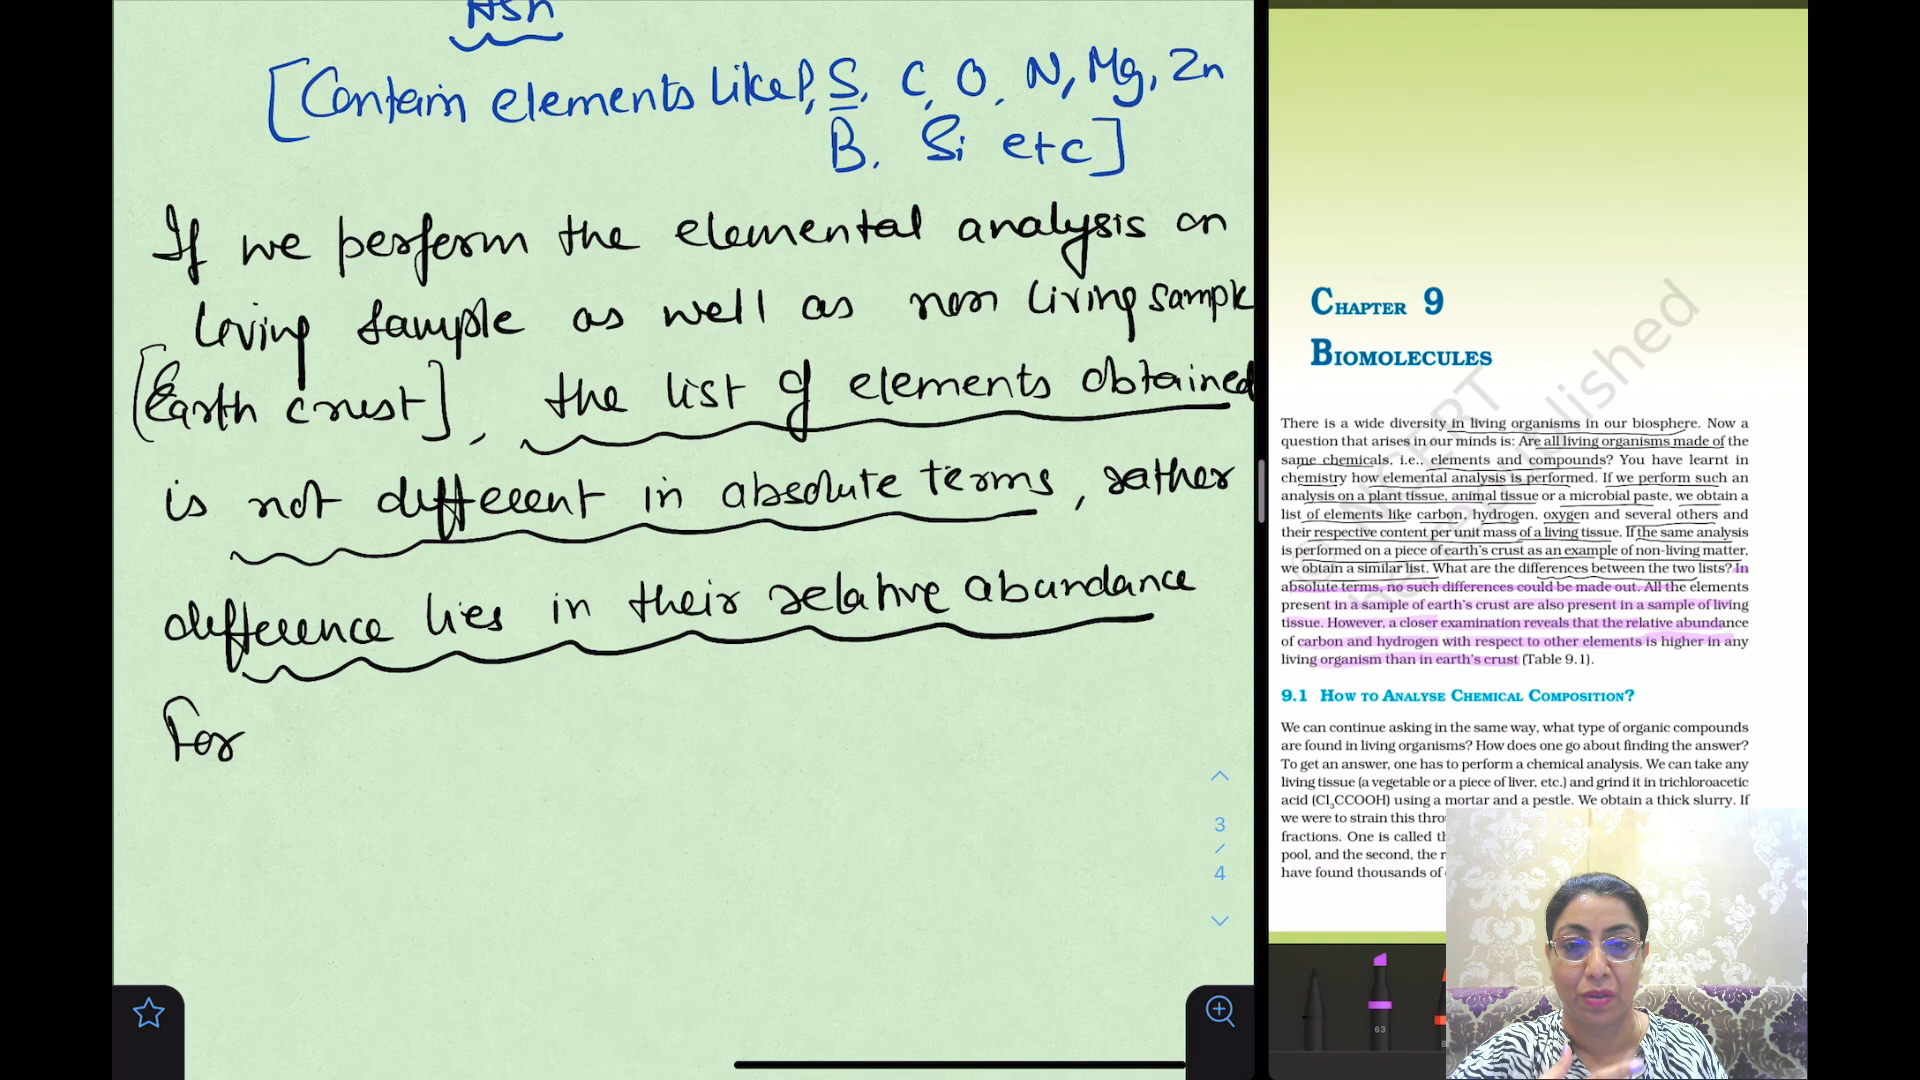 Ash
[Contain elements like P, S, C, O, N, Mg, Zn
B, Si etc]
If we perform the elemental analysis on
living sample as well as non living sample
[Earth crust], the list of elements obtained
is not different in absolute terms, rather
difference lies in their relative abundance
For
3
/
4
CHAPTER 9
BIOMOLECULES
There is a wide diversity in living organisms in our biosphere. Now a
question that arises in our minds is: Are all living organisms made of the
same chemicals, i.e., elements and compounds? You have learnt in
chemistry how elemental analysis is performed. If we perform such an
analysis on a plant tissue, animal tissue or a microbial paste, we obtain a
list of elements like carbon, hydrogen, oxygen and several others and
their respective content per unit mass of a living tissue. If the same analysis
is performed on a piece of earth's crust as an example of non-living matter,
we obtain a similar list. What are the differences between the two lists? In
absolute terms, no such differences could be made out. All the elements
present in a sample of earth's crust are also present in a sample of living
tissue. However, a closer examination reveals that the relative abundance
of carbon and hydrogen with respect to other elements is higher in any
living organism than in earth's crust (Table 9.1).
9.1 HOW TO ANALYSE CHEMICAL COMPOSITION?
We can continue asking in the same way, what type of organic compounds
are found in living organisms? How does one go about finding the answer?
To get an answer, one has to perform a chemical analysis. We can take any
living tissue (a vegetable or a piece of liver, etc.) and grind it in trichloroacetic
acid (Cl₃CCOOH) using a mortar and a pestle. We obtain a thick slurry. If
we were to strain this thro
fractions. One is called th
pool, and the second, the r
have found thousands of
63